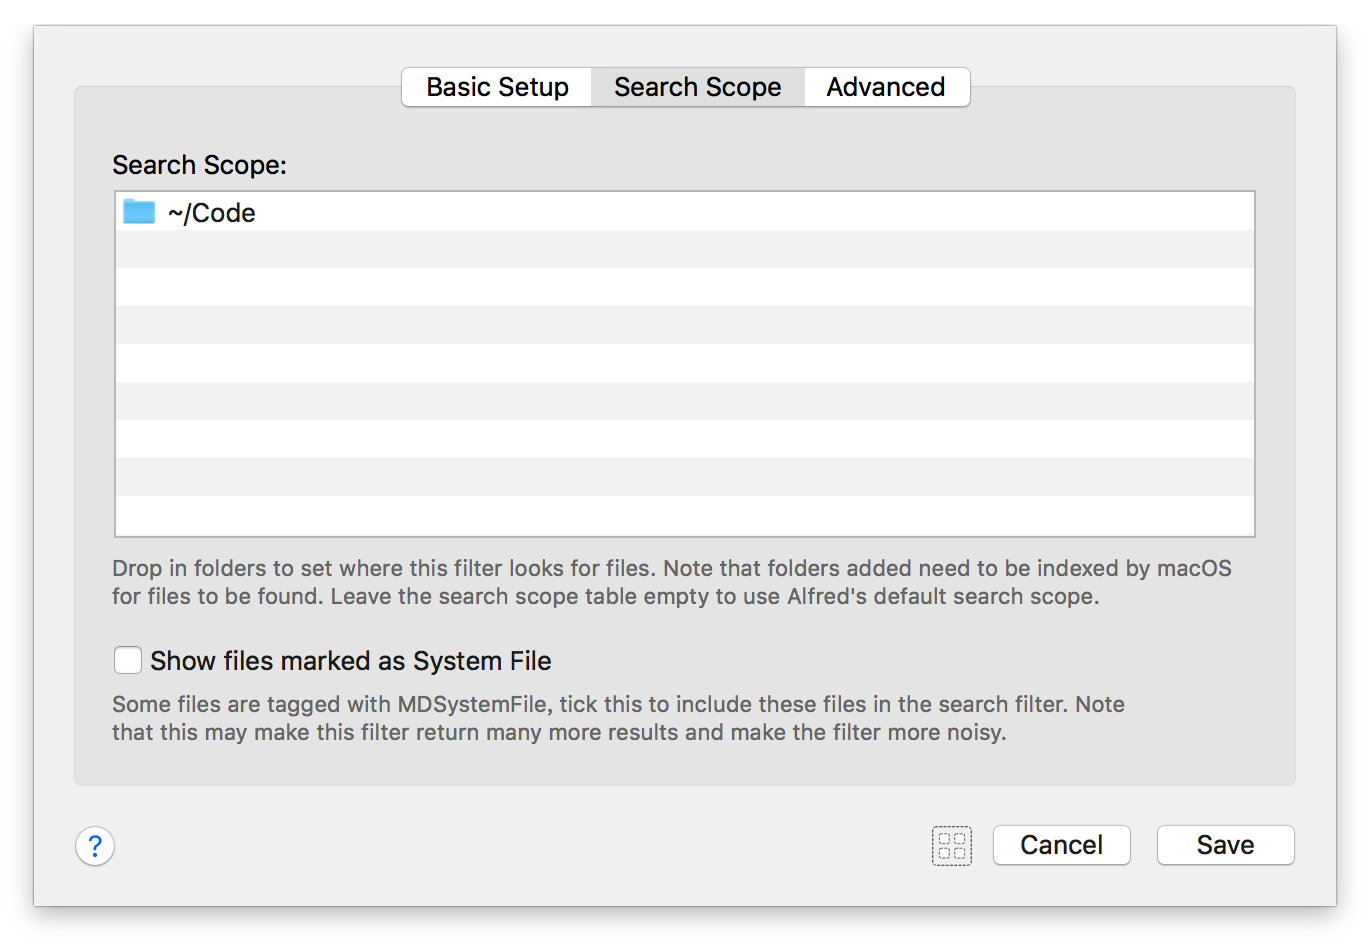 Basic Setup Search Scope Advanced
Search Scope:
~/Code
Drop in folders to set where this filter looks for files. Note that folders added need to be indexed by macOS
for files to be found. Leave the search scope table empty to use Alfred's default search scope.
Show files marked as System File
Some files are tagged with MDSystemFile, tick this to include these files in the search filter. Note
that this may make this filter return many more results and make the filter more noisy.
? Cancel Save